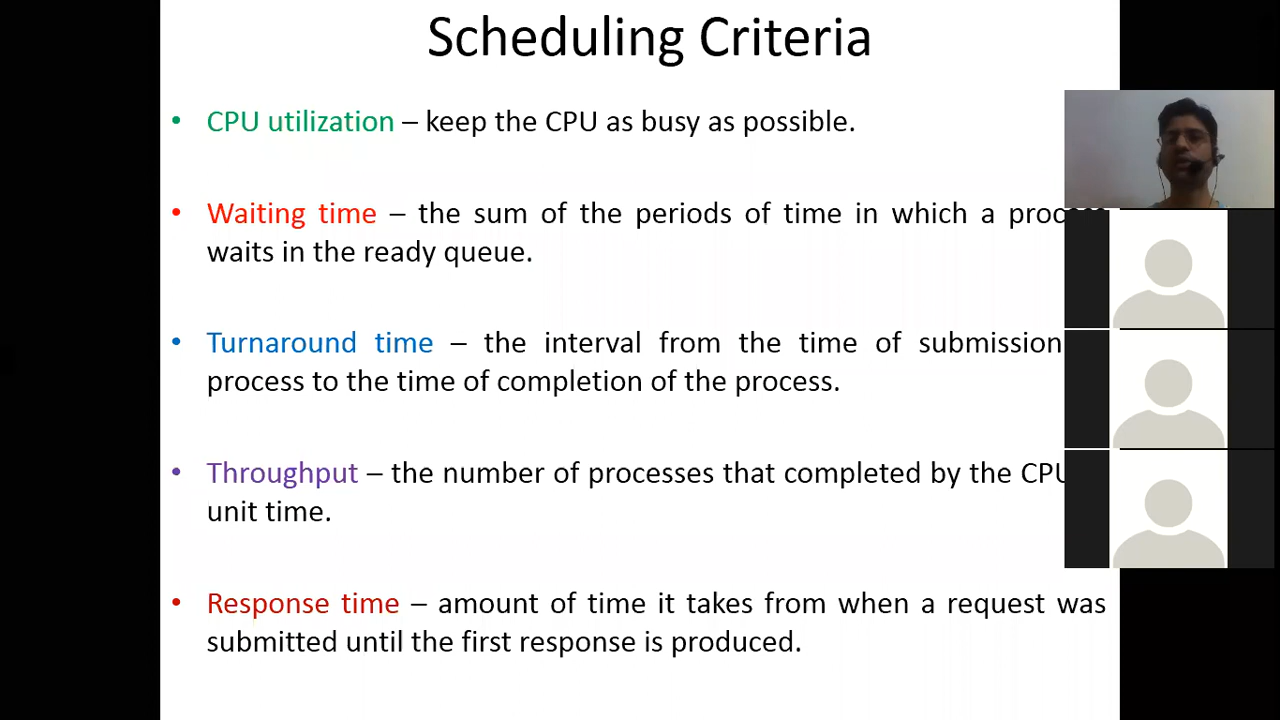 Scheduling Criteria
• CPU utilization – keep the CPU as busy as possible.
• Waiting time – the sum of the periods of time in which a process
waits in the ready queue.
• Turnaround time – the interval from the time of submission
process to the time of completion of the process.
• Throughput – the number of processes that completed by the CPU
unit time.
• Response time – amount of time it takes from when a request was
submitted until the first response is produced.